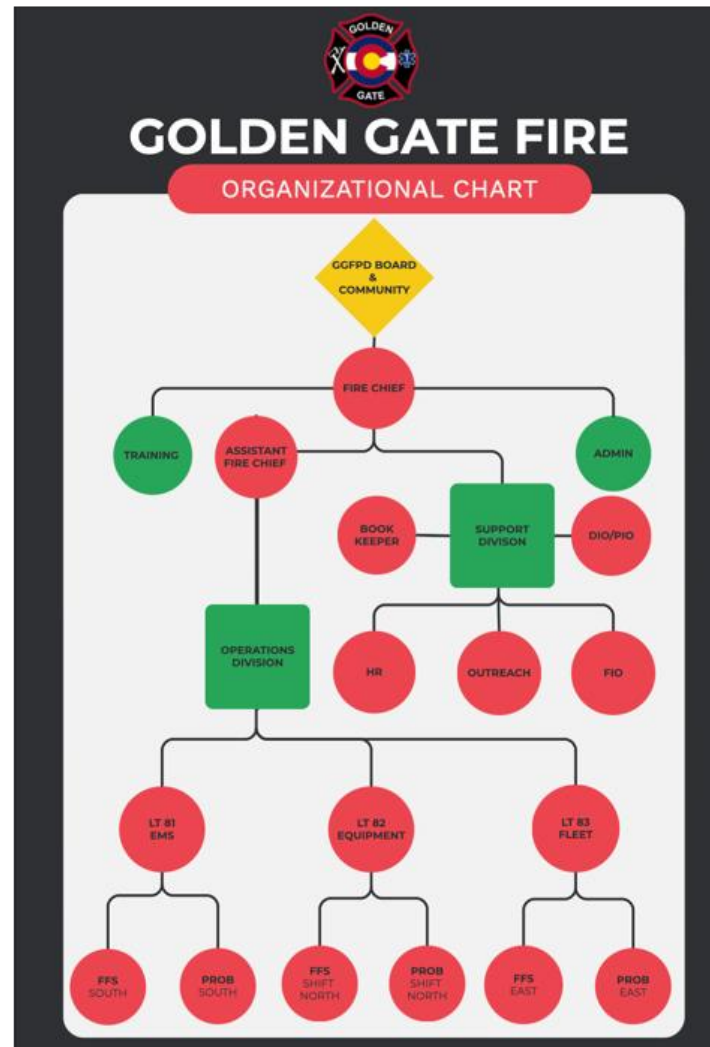 GOLDEN
GATE
GOLDEN GATE FIRE
ORGANIZATIONAL CHART
GGFPD BOARD
&
COMMUNITY
FIRE CHIEF
TRAINING
ASSISTANT
FIRE CHIEF
ADMIN
BOOK
KEEPER
SUPPORT
DIVISON
DIO/PIO
OPERATIONS
DIVISION
HR
OUTREACH
FIO
LT 81
EMS
LT 82
EQUIPMENT
LT 83
FLEET
FFS
SOUTH
PROB
SOUTH
FFS
SHIFT
NORTH
PROB
SHIFT
NORTH
FFS
EAST
PROB
EAST